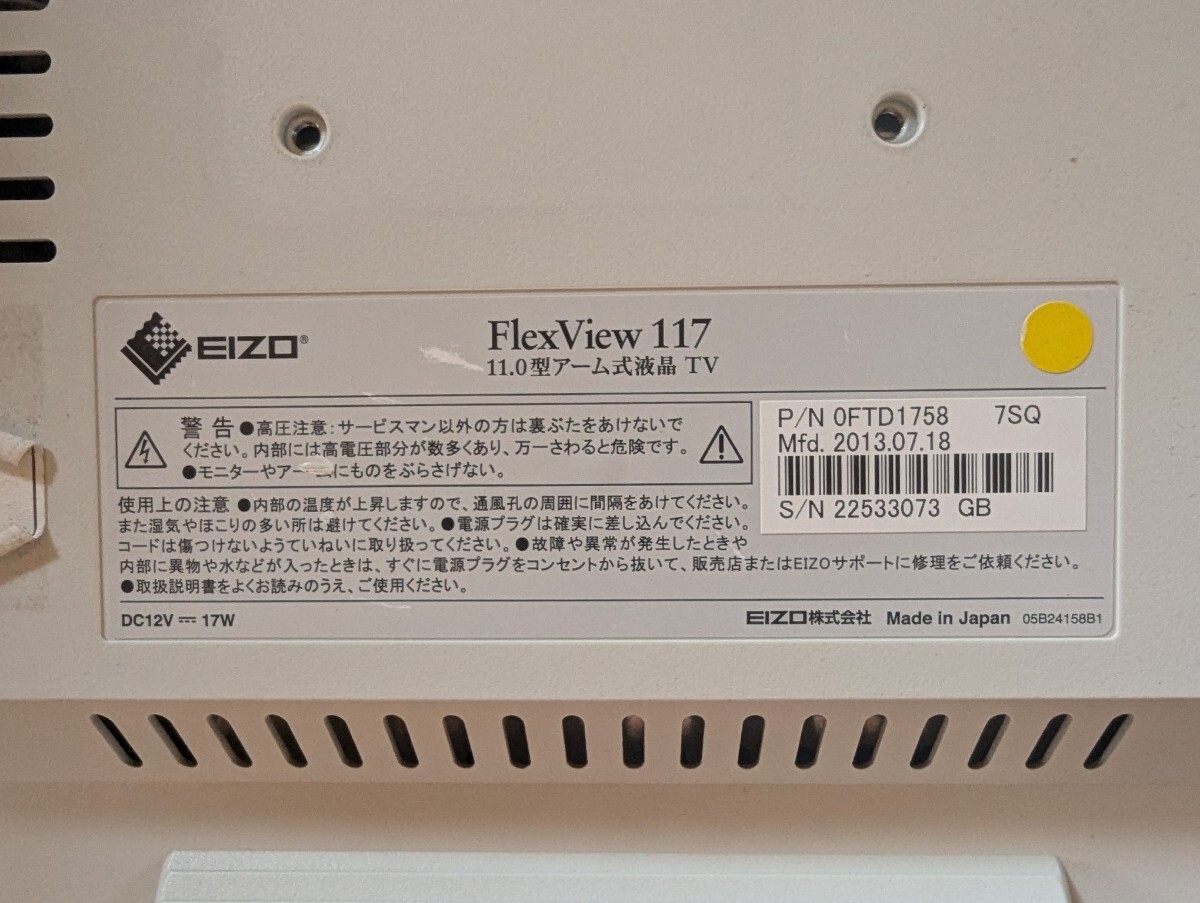 EIZO®
FlexView 117
11.0型アーム式液晶 TV
警告 ●高圧注意:サービスマン以外の方は裏ぶたをあけないで
ください。内部には高電圧部分が数多くあり、万一さわると危険です。
●モニターやアー にものをぶらさげない。
P/N 0FTD1758 7SQ
Mfd. 2013.07.18
S/N 22533073 GB
使用上の注意 ●内部の温度が上昇しますので、通風孔の周囲に間隔をあけてください。
また湿気やほこりの多い所は避けてください。●電源プラグは確実に差し込んでください。
コードは傷つけないようていねいに取り扱ってください。●故障や異常が発生したときや
内部に異物や水などが入ったときは、すぐに電源プラグをコンセントから抜いて、販売店またはEIZOサポートに修理をご依頼ください。
●取扱説明書をよくお読みのうえ、ご使用ください。
DC12V ⎓ 17W
EIZO株式会社 Made in Japan 05B24158B1